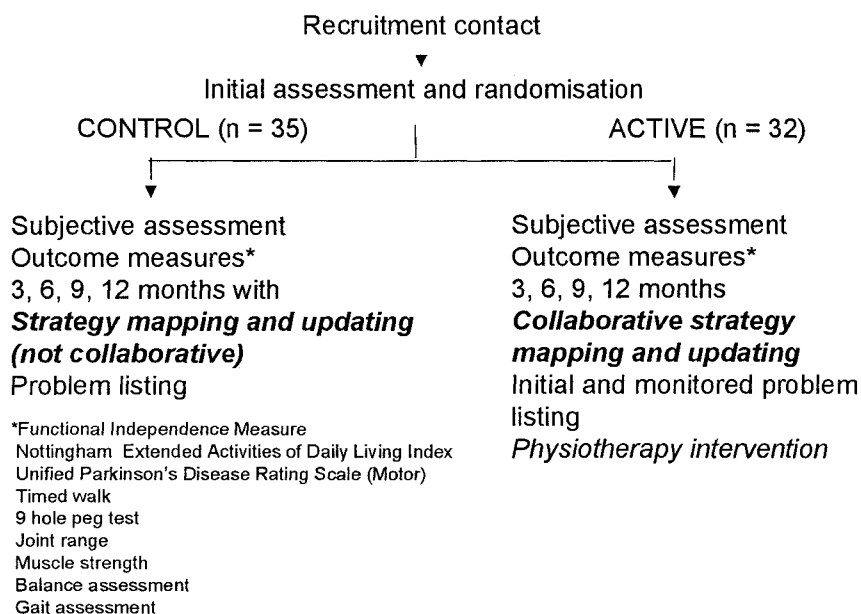 Recruitment contact
Initial assessment and randomisation
CONTROL (n = 35)
ACTIVE (n = 32)
Subjective assessment
Outcome measures*
3, 6, 9, 12 months with
Strategy mapping and updating
(not collaborative)
Problem listing
*Functional Independence Measure
Nottingham Extended Activities of Daily Living Index
Unified Parkinson's Disease Rating Scale (Motor)
Timed walk
9 hole peg test
Joint range
Muscle strength
Balance assessment
Gait assessment
Subjective assessment
Outcome measures*
3, 6, 9, 12 months
Collaborative strategy
mapping and updating
Initial and monitored problem
listing
Physiotherapy intervention